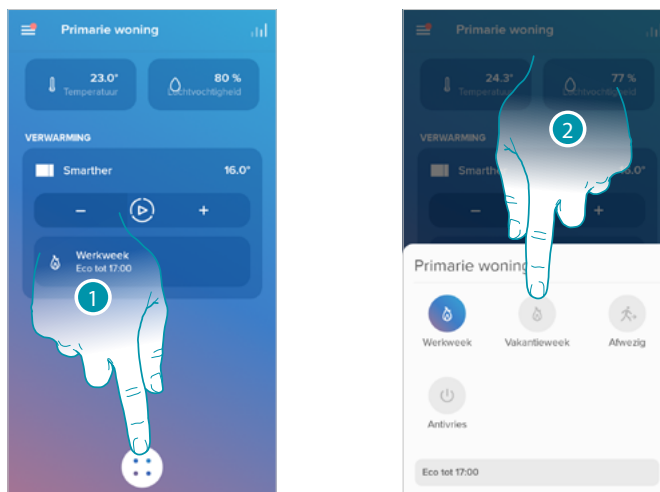 Primarie woning
23.0°
Temperatuur
80 %
Luchtvochtigheid
VERWARMING
Smarther
16.0°
−
+
Werkweek
Eco tot 17:00
1
Primarie woning
24.3°
77 %
VERWARMING
−
+
2
Primarie woning
Werkweek
Vakantieweek
Afwezig
Antivries
Eco tot 17:00